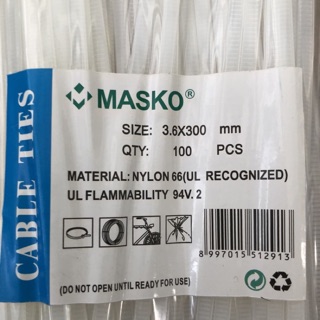 CABLE TIES
MASKO®
SIZE: 3.6X300 mm
QTY: 100 PCS
MATERIAL: NYLON 66(UL RECOGNIZED)
UL FLAMMABILITY 94V. 2
8 997015 512913
(DO NOT OPEN UNTIL READY FOR USE)